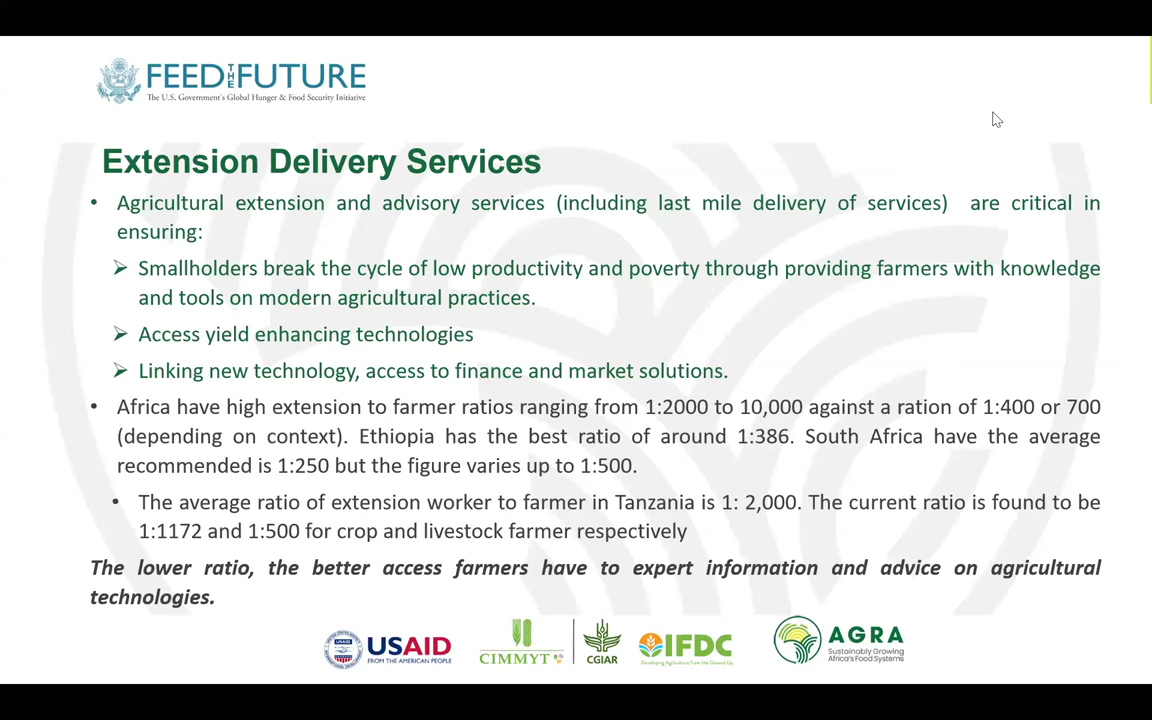 FEED THE FUTURE
The U.S. Government's Global Hunger & Food Security Initiative
Extension Delivery Services
• Agricultural extension and advisory services (including last mile delivery of services) are critical in
ensuring:
➢ Smallholders break the cycle of low productivity and poverty through providing farmers with knowledge
and tools on modern agricultural practices.
➢ Access yield enhancing technologies
➢ Linking new technology, access to finance and market solutions.
• Africa have high extension to farmer ratios ranging from 1:2000 to 10,000 against a ration of 1:400 or 700
(depending on context). Ethiopia has the best ratio of around 1:386. South Africa have the average
recommended is 1:250 but the figure varies up to 1:500.
• The average ratio of extension worker to farmer in Tanzania is 1: 2,000. The current ratio is found to be
1:1172 and 1:500 for crop and livestock farmer respectively
The lower ratio, the better access farmers have to expert information and advice on agricultural
technologies.
USAID
FROM THE AMERICAN PEOPLE
CIMMYT
CGIAR
IFDC
Developing Agriculture from the Ground Up
AGRA
Sustainably Growing
Africa's Food Systems